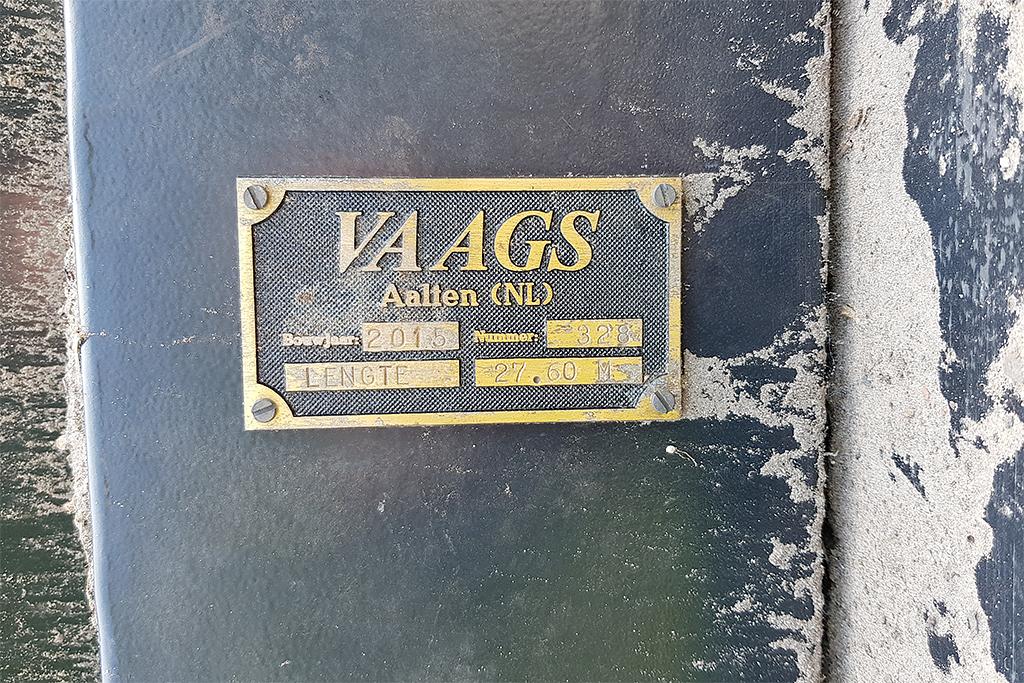 VAAGS
Aalten (NL)
Bouwjaar: 2015 Nummer: 328
LENGTE 27.60 M